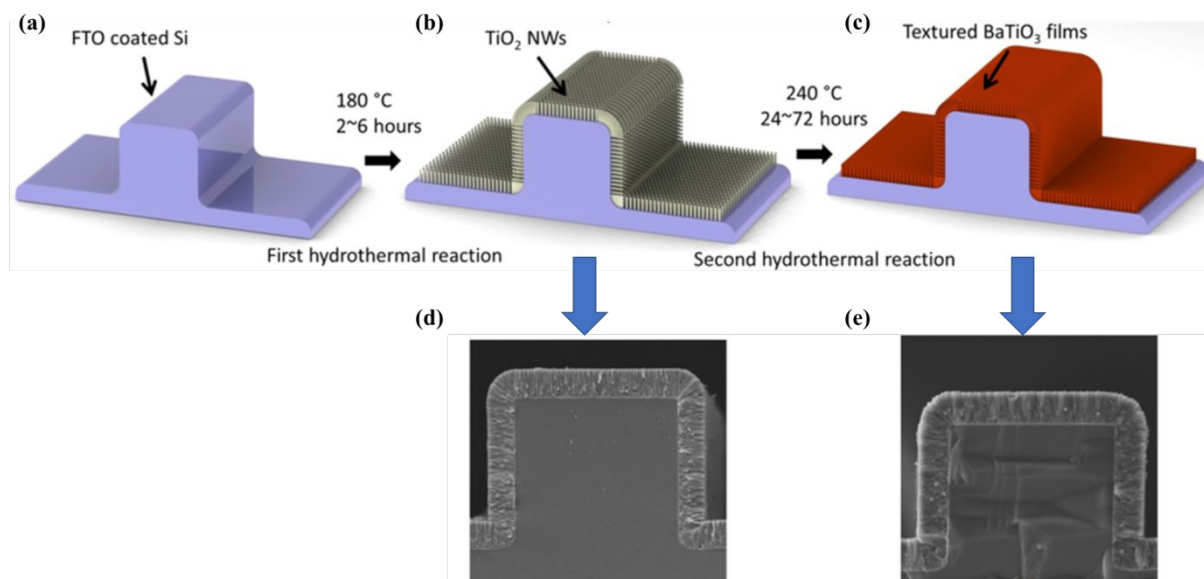 (a)
FTO coated Si
180 °C
2~6 hours
(b)
TiO₂ NWs
240 °C
24~72 hours
(c)
Textured BaTiO₃ films
First hydrothermal reaction
Second hydrothermal reaction
(d)
(e)